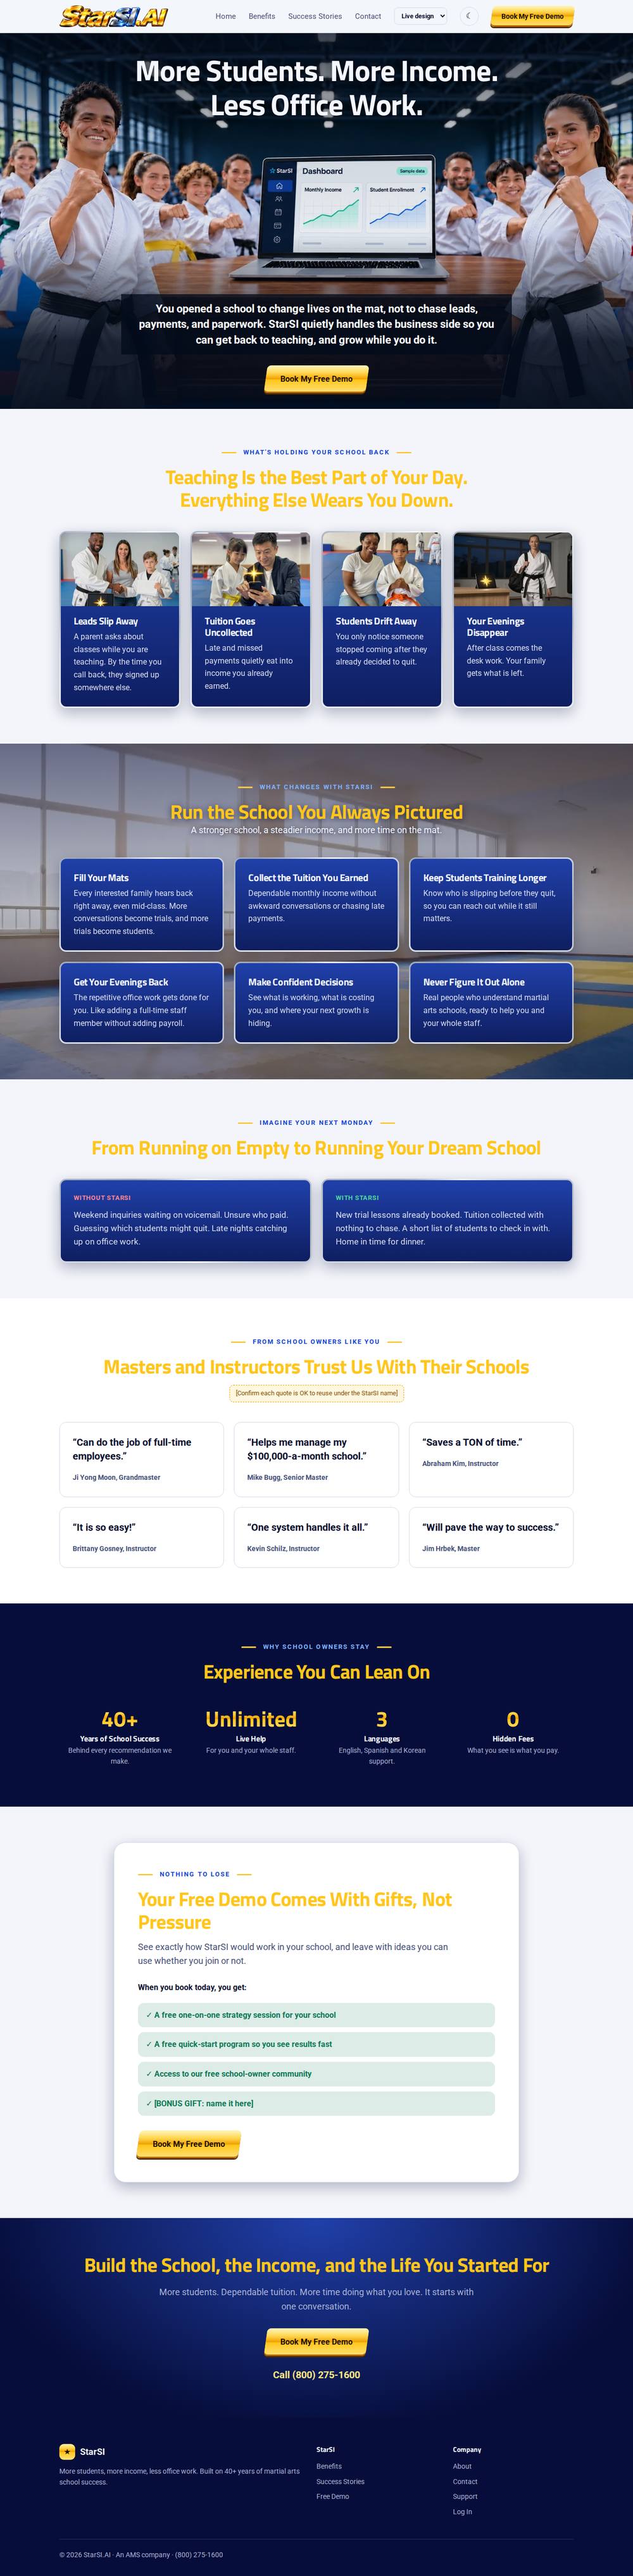 StarSI.AI
Home
Benefits
Success Stories
Contact
Live design
Book My Free Demo
More Students. More Income.
Less Office Work.
StarSI
Dashboard
Sample data
Monthly Income
Student Enrollment
You opened a school to change lives on the mat, not to chase leads,
payments, and paperwork. StarSI quietly handles the business side so you
can get back to teaching, and grow while you do it.
Book My Free Demo
WHAT'S HOLDING YOUR SCHOOL BACK
Teaching Is the Best Part of Your Day.
Everything Else Wears You Down.
Leads Slip Away
A parent asks about
classes while you are
teaching. By the time you
call back, they signed up
somewhere else.
Tuition Goes
Uncollected
Late and missed
payments quietly eat into
income you already
earned.
Students Drift Away
You only notice someone
stopped coming after they
already decided to quit.
Your Evenings
Disappear
After class comes the
desk work. Your family
gets what is left.
WHAT CHANGES WITH STARSI
Run the School You Always Pictured
A stronger school, a steadier income, and more time on the mat.
Fill Your Mats
Every interested family hears back
right away, even mid-class. More
conversations become trials, and more
trials become students.
Collect the Tuition You Earned
Dependable monthly income without
awkward conversations or chasing late
payments.
Keep Students Training Longer
Know who is slipping before they quit,
so you can reach out while it still
matters.
Get Your Evenings Back
The repetitive office work gets done for
you. Like adding a full-time staff
member without adding payroll.
Make Confident Decisions
See what is working, what is costing
you, and where your next growth is
hiding.
Never Figure It Out Alone
Real people who understand martial
arts schools, ready to help you and
your whole staff.
IMAGINE YOUR NEXT MONDAY
From Running on Empty to Running Your Dream School
WITHOUT STARSI
Weekend inquiries waiting on voicemail. Unsure who paid.
Guessing which students might quit. Late nights catching
up on office work.
WITH STARSI
New trial lessons already booked. Tuition collected with
nothing to chase. A short list of students to check in with.
Home in time for dinner.
FROM SCHOOL OWNERS LIKE YOU
Masters and Instructors Trust Us With Their Schools
[Confirm each quote is OK to reuse under the StarSI name]
“Can do the job of full-time
employees.”
Ji Yong Moon, Grandmaster
“Helps me manage my
$100,000-a-month school.”
Mike Bugg, Senior Master
“Saves a TON of time.”
Abraham Kim, Instructor
“It is so easy!”
Brittany Gosney, Instructor
“One system handles it all.”
Kevin Schilz, Instructor
“Will pave the way to success.”
Jim Hrbek, Master
WHY SCHOOL OWNERS STAY
Experience You Can Lean On
40+
Years of School Success
Behind every recommendation we
make.
Unlimited
Live Help
For you and your whole staff.
3
Languages
English, Spanish and Korean
support.
0
Hidden Fees
What you see is what you pay.
NOTHING TO LOSE
Your Free Demo Comes With Gifts, Not
Pressure
See exactly how StarSI would work in your school, and leave with ideas you can
use whether you join or not.
When you book today, you get:
✓ A free one-on-one strategy session for your school
✓ A free quick-start program so you see results fast
✓ Access to our free school-owner community
✓ [BONUS GIFT: name it here]
Book My Free Demo
Build the School, the Income, and the Life You Started For
More students. Dependable tuition. More time doing what you love. It starts with
one conversation.
Book My Free Demo
Call (800) 275-1600
StarSI
More students, more income, less office work. Built on 40+ years of martial arts
school success.
StarSI
Benefits
Success Stories
Free Demo
Company
About
Contact
Support
Log In
© 2026 StarSI.AI · An AMS company · (800) 275-1600